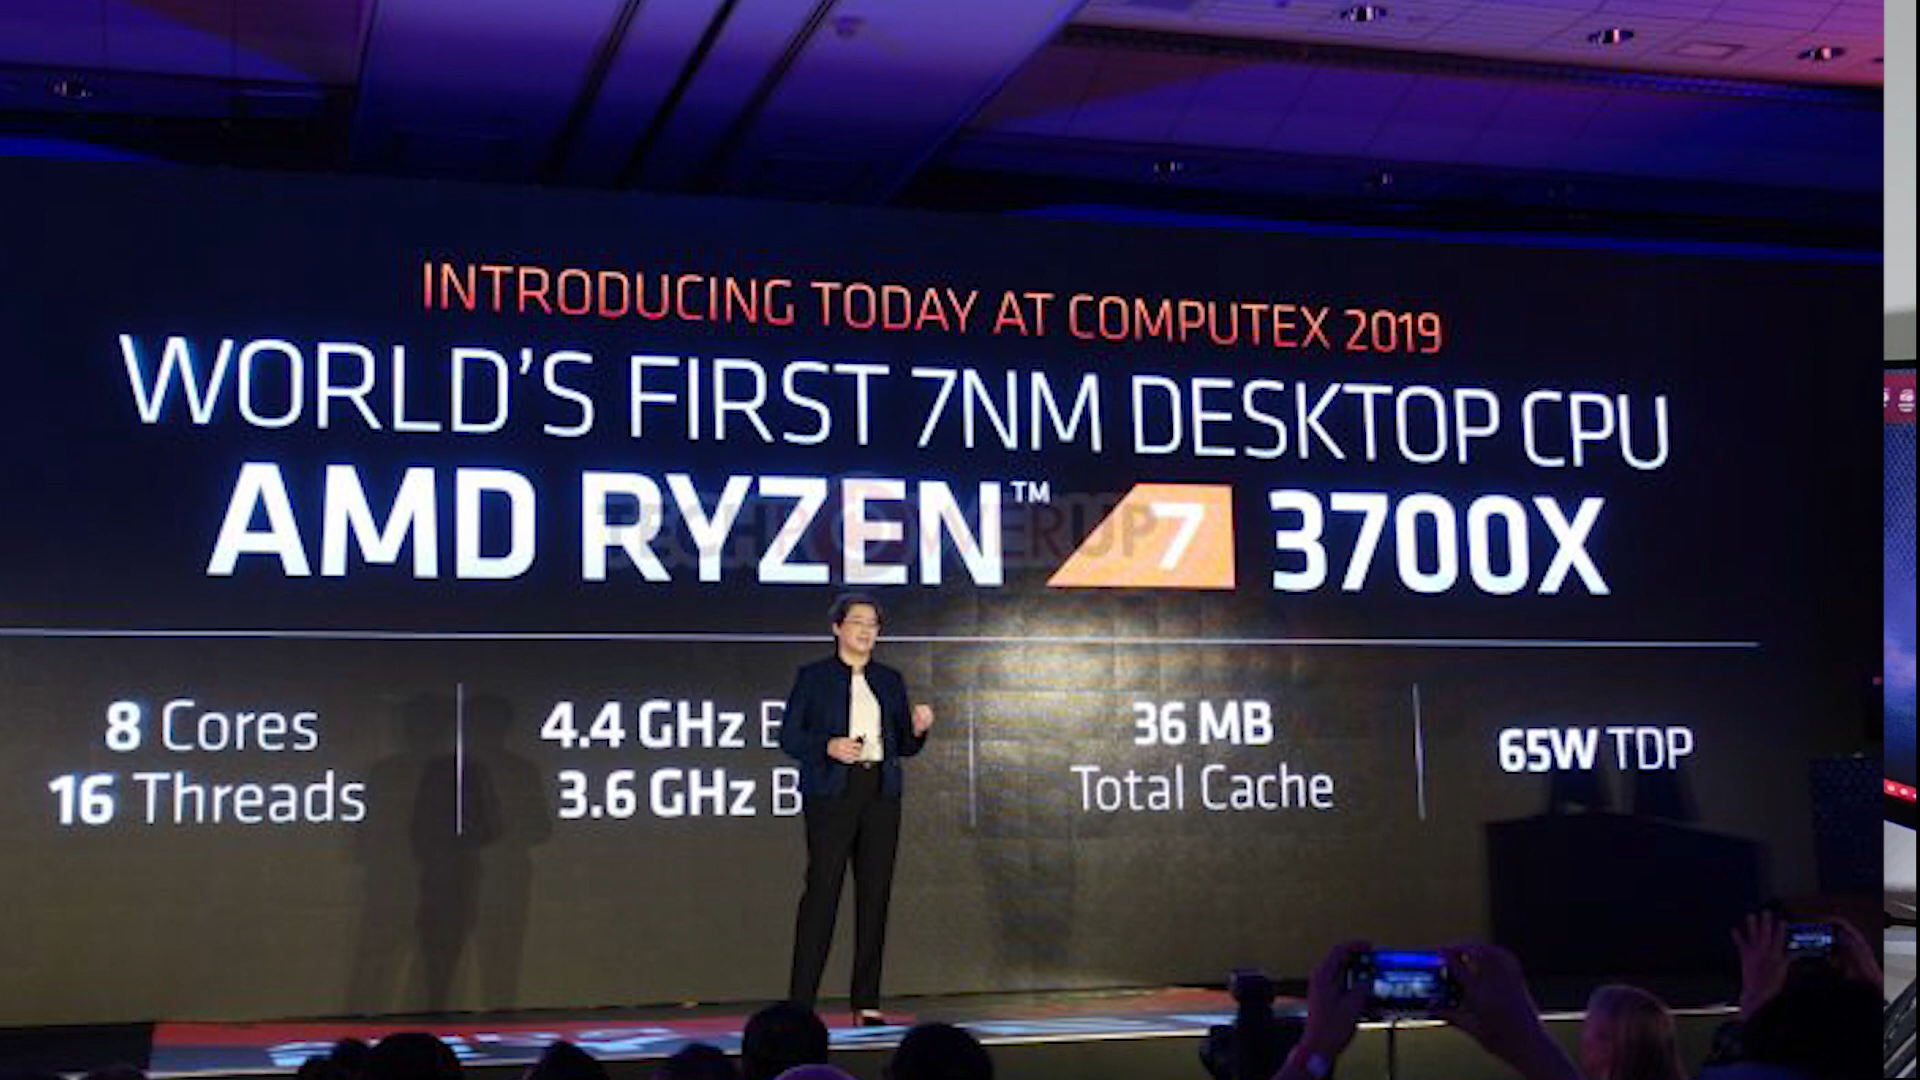 INTRODUCING TODAY AT COMPUTEX 2019
WORLD'S FIRST 7NM DESKTOP CPU
AMD RYZEN™ 7 3700X
TECHPOWERUP
8 Cores
16 Threads
4.4 GHz
3.6 GHz
36 MB
Total Cache
65W TDP